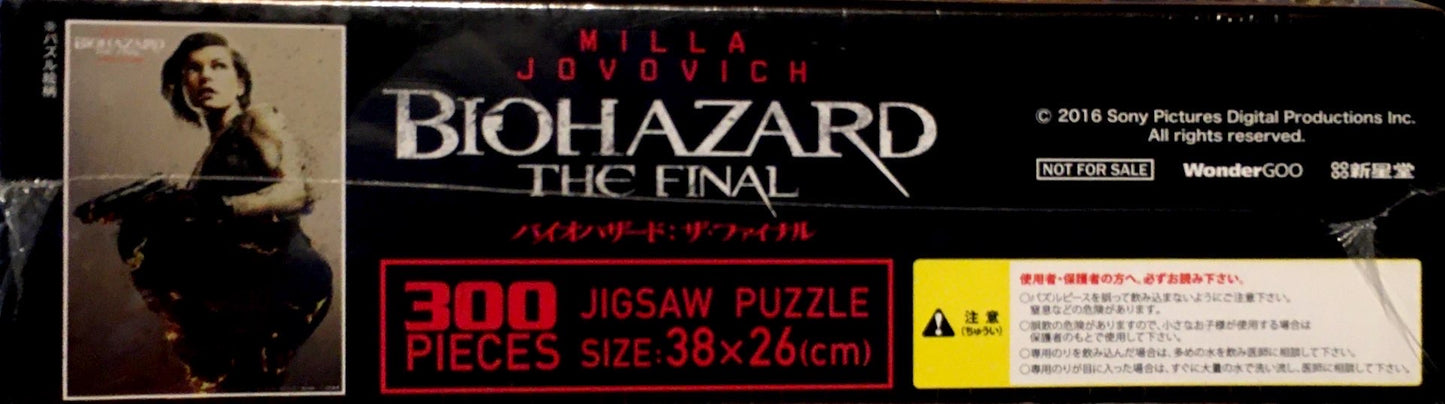 ※パズル絵柄
BIOHAZARD
THE FINAL
MILLA
JOVOVICH
BIOHAZARD
THE FINAL
バイオハザード:ザ・ファイナル
300
PIECES
JIGSAW PUZZLE
SIZE:38×26(cm)
© 2016 Sony Pictures Digital Productions Inc.
All rights reserved.
NOT FOR SALE WonderGOO 新星堂
注意
(ちゅうい)
使用者・保護者の方へ。必ずお読み下さい。
○パズルピースを誤って飲み込まないようにご注意下さい。
窒息などの危険があります。
○誤飲の危険がありますので、小さなお子様が使用する場合は
保護者のもとで使用して下さい。
○専用のりを飲み込んだ場合は、多めの水を飲み医師に相談して下さい。
○専用のりが目に入った場合は、すぐに大量の水で洗い流し、医師に相談して下さい。